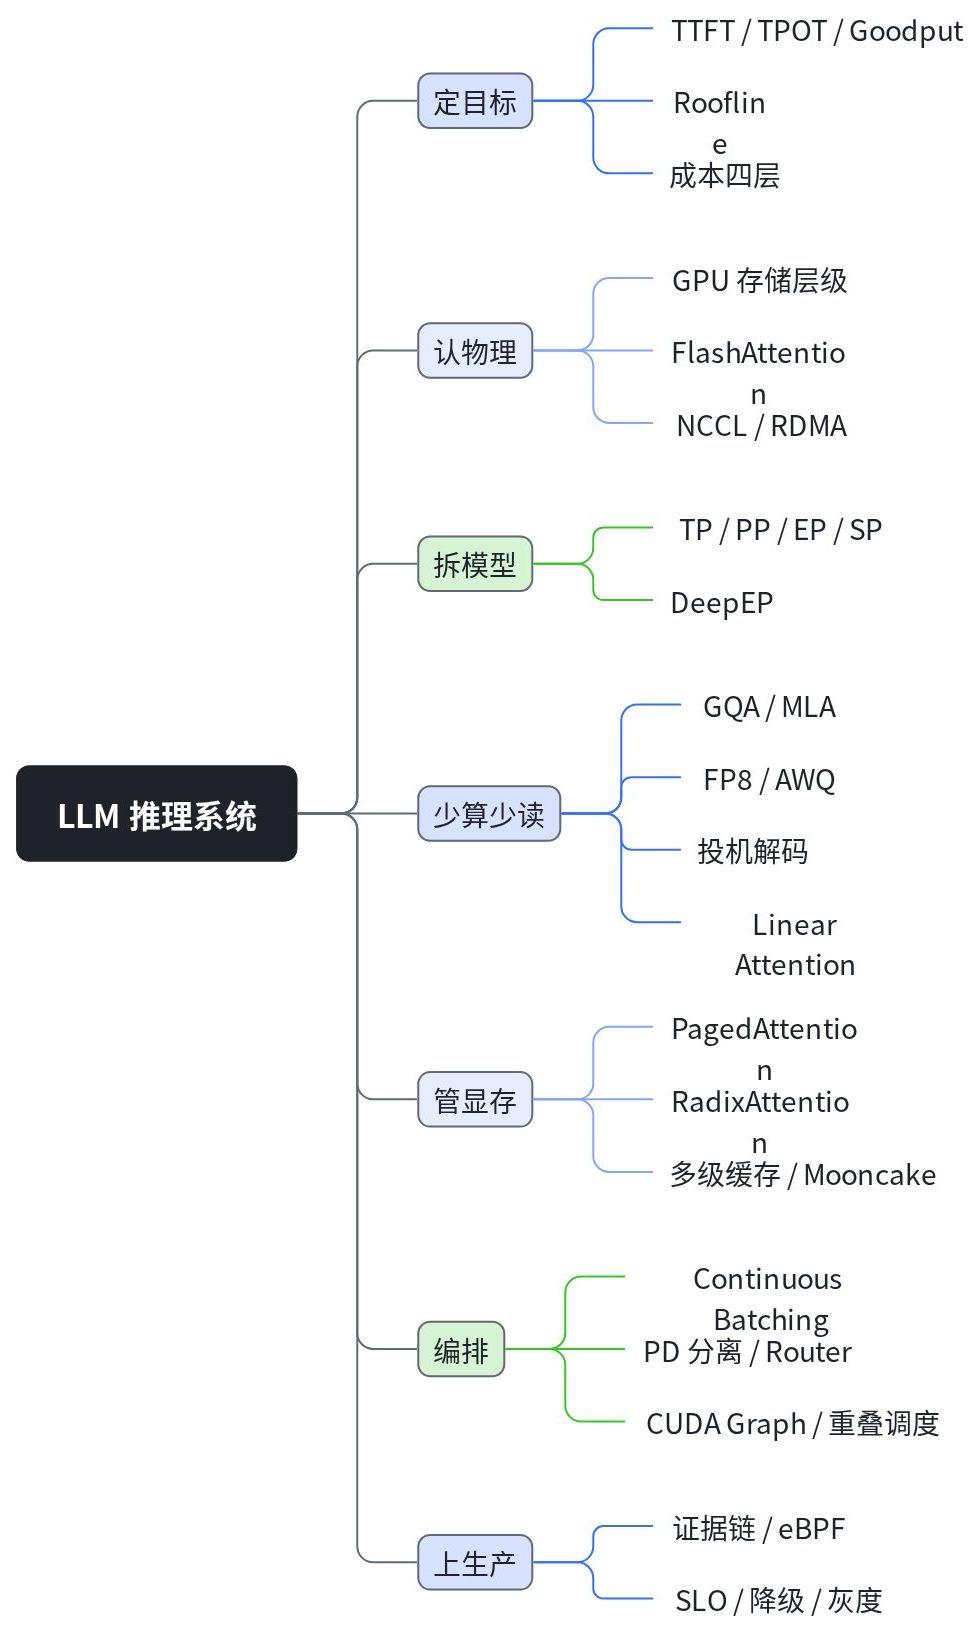 LLM 推理系统
定目标
TTFT / TPOT / Goodput
Rooflin
e
成本四层
认物理
GPU 存储层级
FlashAttentio
n
NCCL / RDMA
拆模型
TP / PP / EP / SP
DeepEP
少算少读
GQA / MLA
FP8 / AWQ
投机解码
Linear
Attention
管显存
PagedAttentio
n
RadixAttentio
n
多级缓存 / Mooncake
编排
Continuous
Batching
PD 分离 / Router
CUDA Graph / 重叠调度
上生产
证据链 / eBPF
SLO / 降级 / 灰度